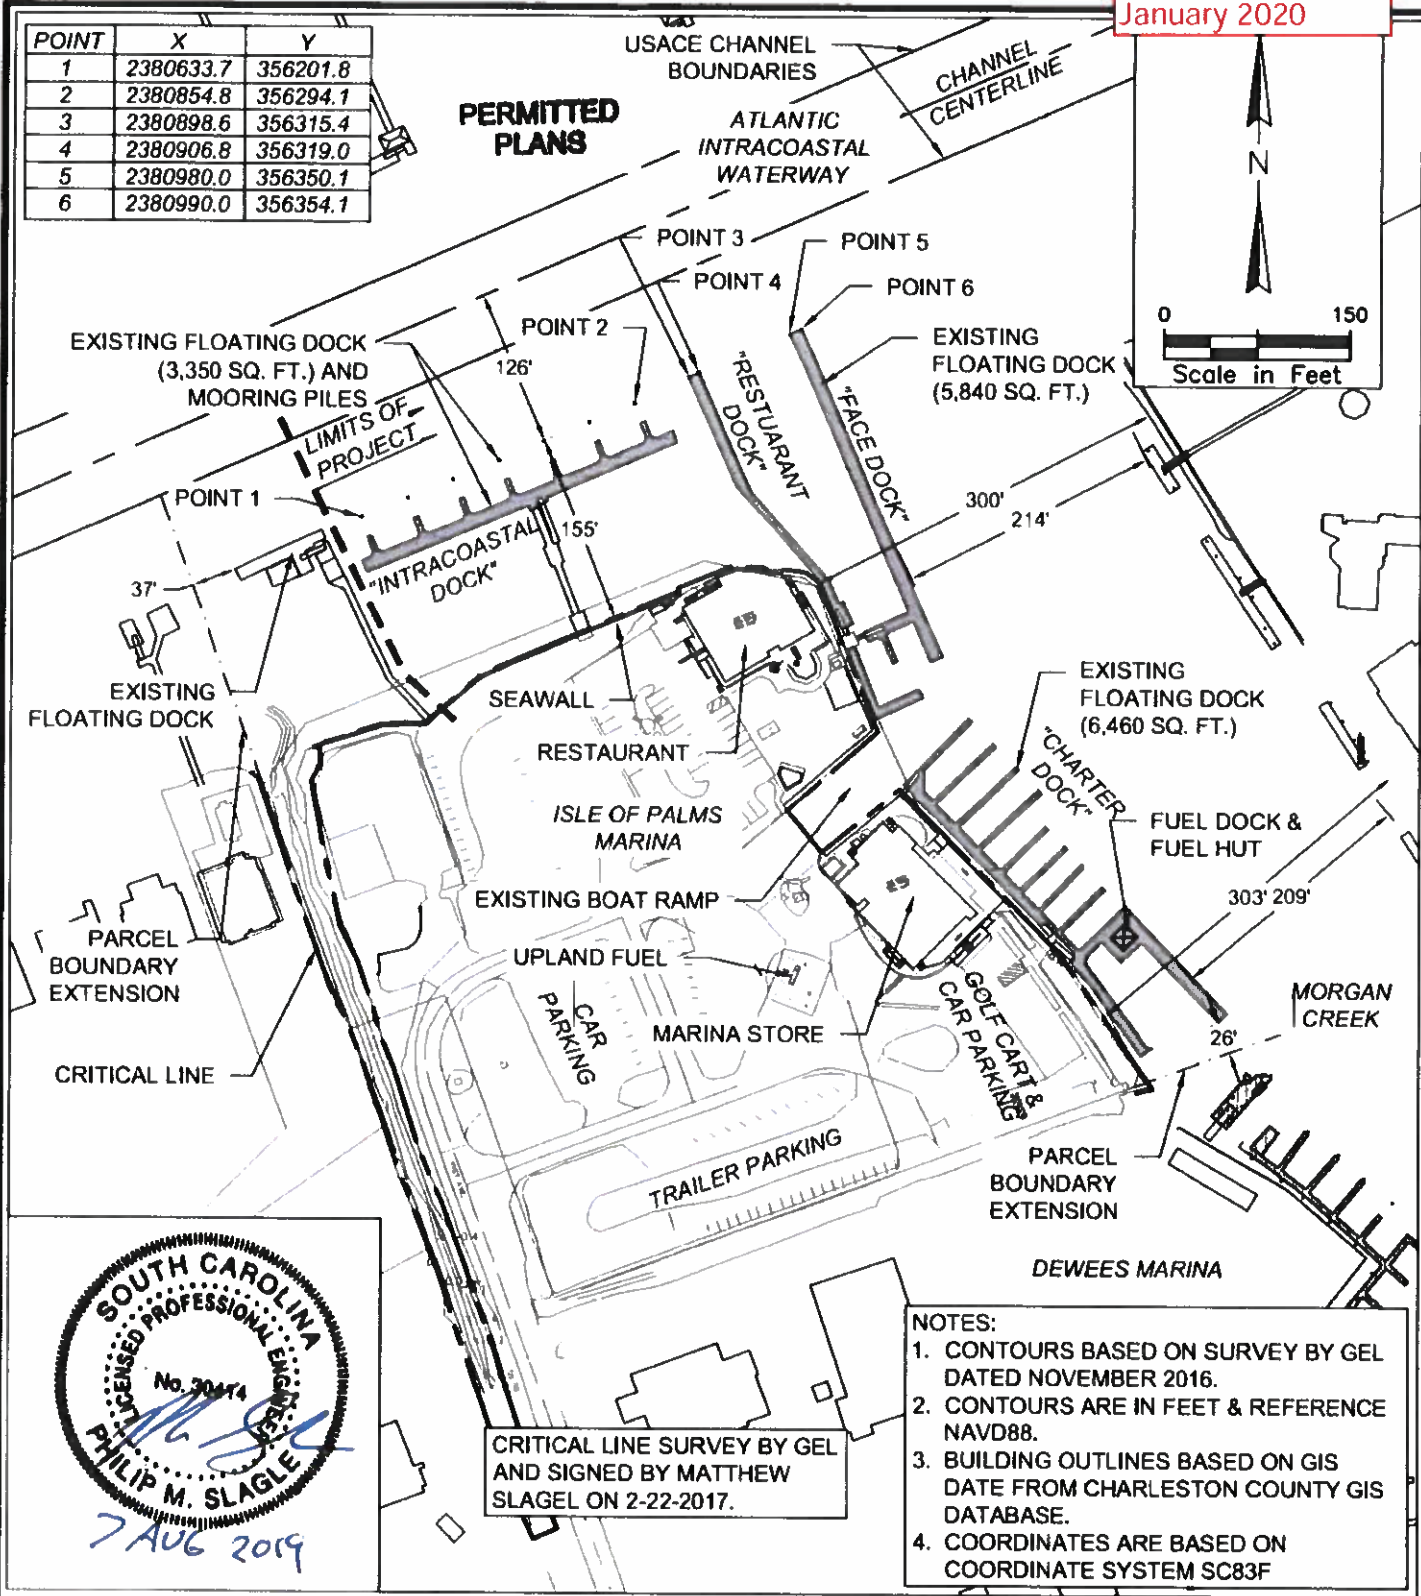 January 2020
POINT X Y
1 2380633.7 356201.8
2 2380854.8 356294.1
3 2380898.6 356315.4
4 2380906.8 356319.0
5 2380980.0 356350.1
6 2380990.0 356354.1
PERMITTED
PLANS
USACE CHANNEL
BOUNDARIES
CHANNEL
CENTERLINE
ATLANTIC
INTRACOASTAL
WATERWAY
N
0 150
Scale in Feet
POINT 3
POINT 4
POINT 5
POINT 6
POINT 2
POINT 1
EXISTING FLOATING DOCK
(3,350 SQ. FT.) AND
MOORING PILES
126'
LIMITS OF
PROJECT
"RESTUARANT
DOCK"
"FACE DOCK"
EXISTING
FLOATING DOCK
(5,840 SQ. FT.)
300'
214'
155'
"INTRACOASTAL
DOCK"
37'
EXISTING
FLOATING DOCK
SEAWALL
RESTAURANT
ISLE OF PALMS
MARINA
EXISTING
FLOATING DOCK
(6,460 SQ. FT.)
"CHARTER
DOCK"
FUEL DOCK &
FUEL HUT
303' 209'
EXISTING BOAT RAMP
UPLAND FUEL
CAR
PARKING
MARINA STORE
GOLF CART &
CAR PARKING
MORGAN
CREEK
26'
PARCEL
BOUNDARY
EXTENSION
CRITICAL LINE
TRAILER PARKING
PARCEL
BOUNDARY
EXTENSION
DEWEES MARINA
SOUTH CAROLINA
LICENSED PROFESSIONAL ENGINEER
No. 30414
PHILIP M. SLAGLE
7 AUG 2019
CRITICAL LINE SURVEY BY GEL
AND SIGNED BY MATTHEW
SLAGEL ON 2-22-2017.
NOTES:
1. CONTOURS BASED ON SURVEY BY GEL
DATED NOVEMBER 2016.
2. CONTOURS ARE IN FEET & REFERENCE
NAVD88.
3. BUILDING OUTLINES BASED ON GIS
DATE FROM CHARLESTON COUNTY GIS
DATABASE.
4. COORDINATES ARE BASED ON
COORDINATE SYSTEM SC83F